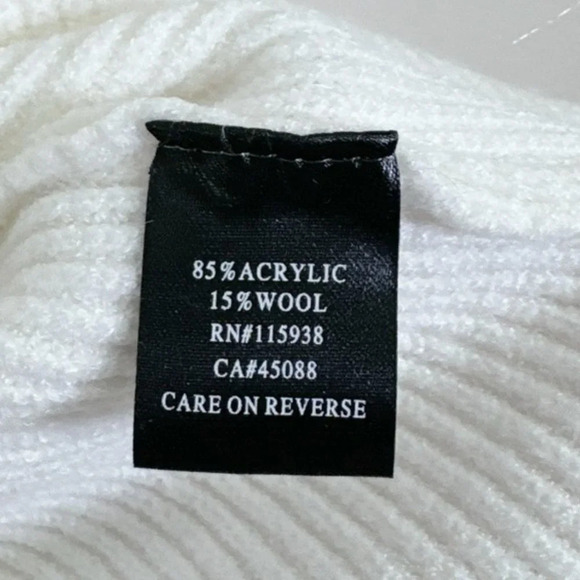 85%ACRYLIC
15%WOOL
RN#115938
CA#45088
CARE ON REVERSE